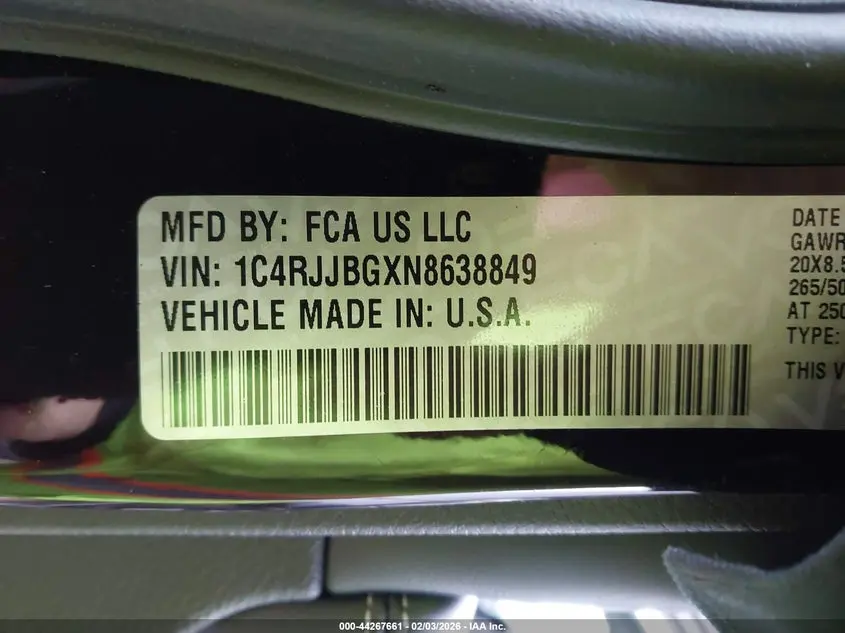 MFD BY: FCA US LLC
VIN: 1C4RJJBGXN8638849
VEHICLE MADE IN: U.S.A.
DATE
GAWR
20X8.5
265/50
AT 250
TYPE:
THIS V
000-44267661 - 02/03/2026 - IAA Inc.